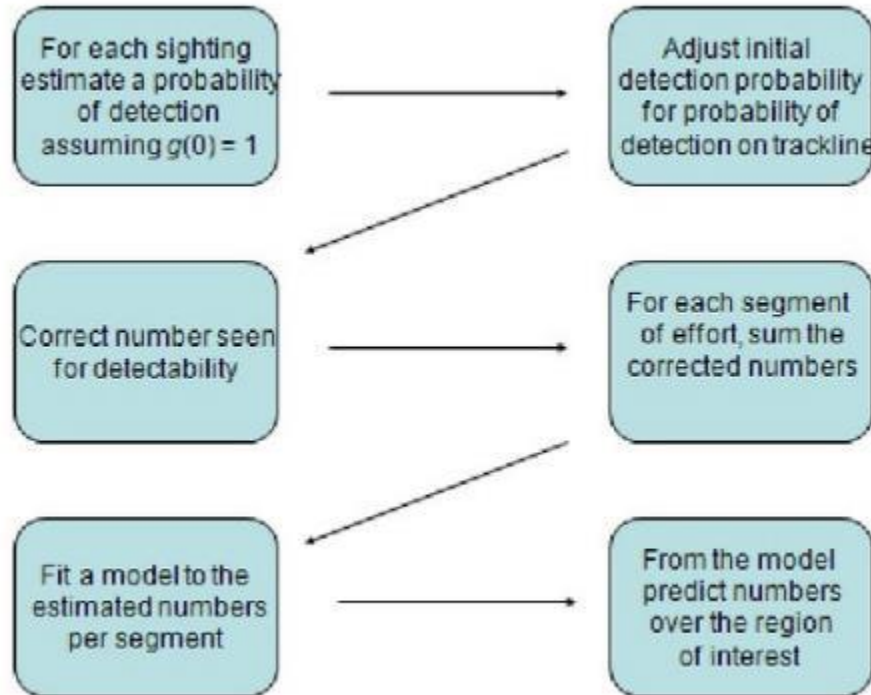 For each sighting
estimate a probability
of detection
assuming g(0) = 1
Adjust initial
detection probability
for probability of
detection on trackline
Correct number seen
for detectability
For each segment
of effort, sum the
corrected numbers
Fit a model to the
estimated numbers
per segment
From the model
predict numbers
over the region
of interest